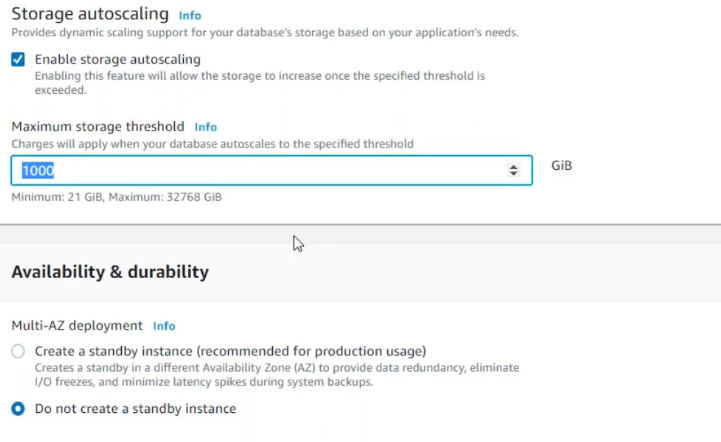 Storage autoscaling Info
Provides dynamic scaling support for your database's storage based on your application's needs.
Enable storage autoscaling
Enabling this feature will allow the storage to increase once the specified threshold is
exceeded.
Maximum storage threshold Info
Charges will apply when your database autoscales to the specified threshold
1000 GiB
Minimum: 21 GiB, Maximum: 32768 GiB
Availability & durability
Multi-AZ deployment Info
Create a standby instance (recommended for production usage)
Creates a standby in a different Availability Zone (AZ) to provide data redundancy, eliminate
I/O freezes, and minimize latency spikes during system backups.
Do not create a standby instance